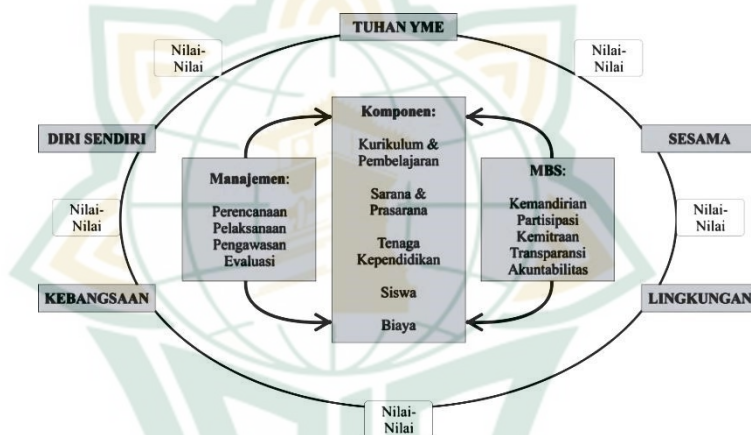 TUHAN YME
Nilai-
Nilai
Nilai-
Nilai
DIRI SENDIRI
SESAMA
Komponen:
Kurikulum &
Pembelajaran
Sarana &
Prasarana
Tenaga
Kependidikan
Siswa
Biaya
Manajemen:
Perencanaan
Pelaksanaan
Pengawasan
Evaluasi
MBS:
Kemandirian
Partisipasi
Kemitraan
Transparansi
Akuntabilitas
Nilai-
Nilai
Nilai-
Nilai
KEBANGSAAN
LINGKUNGAN
Nilai-
Nilai